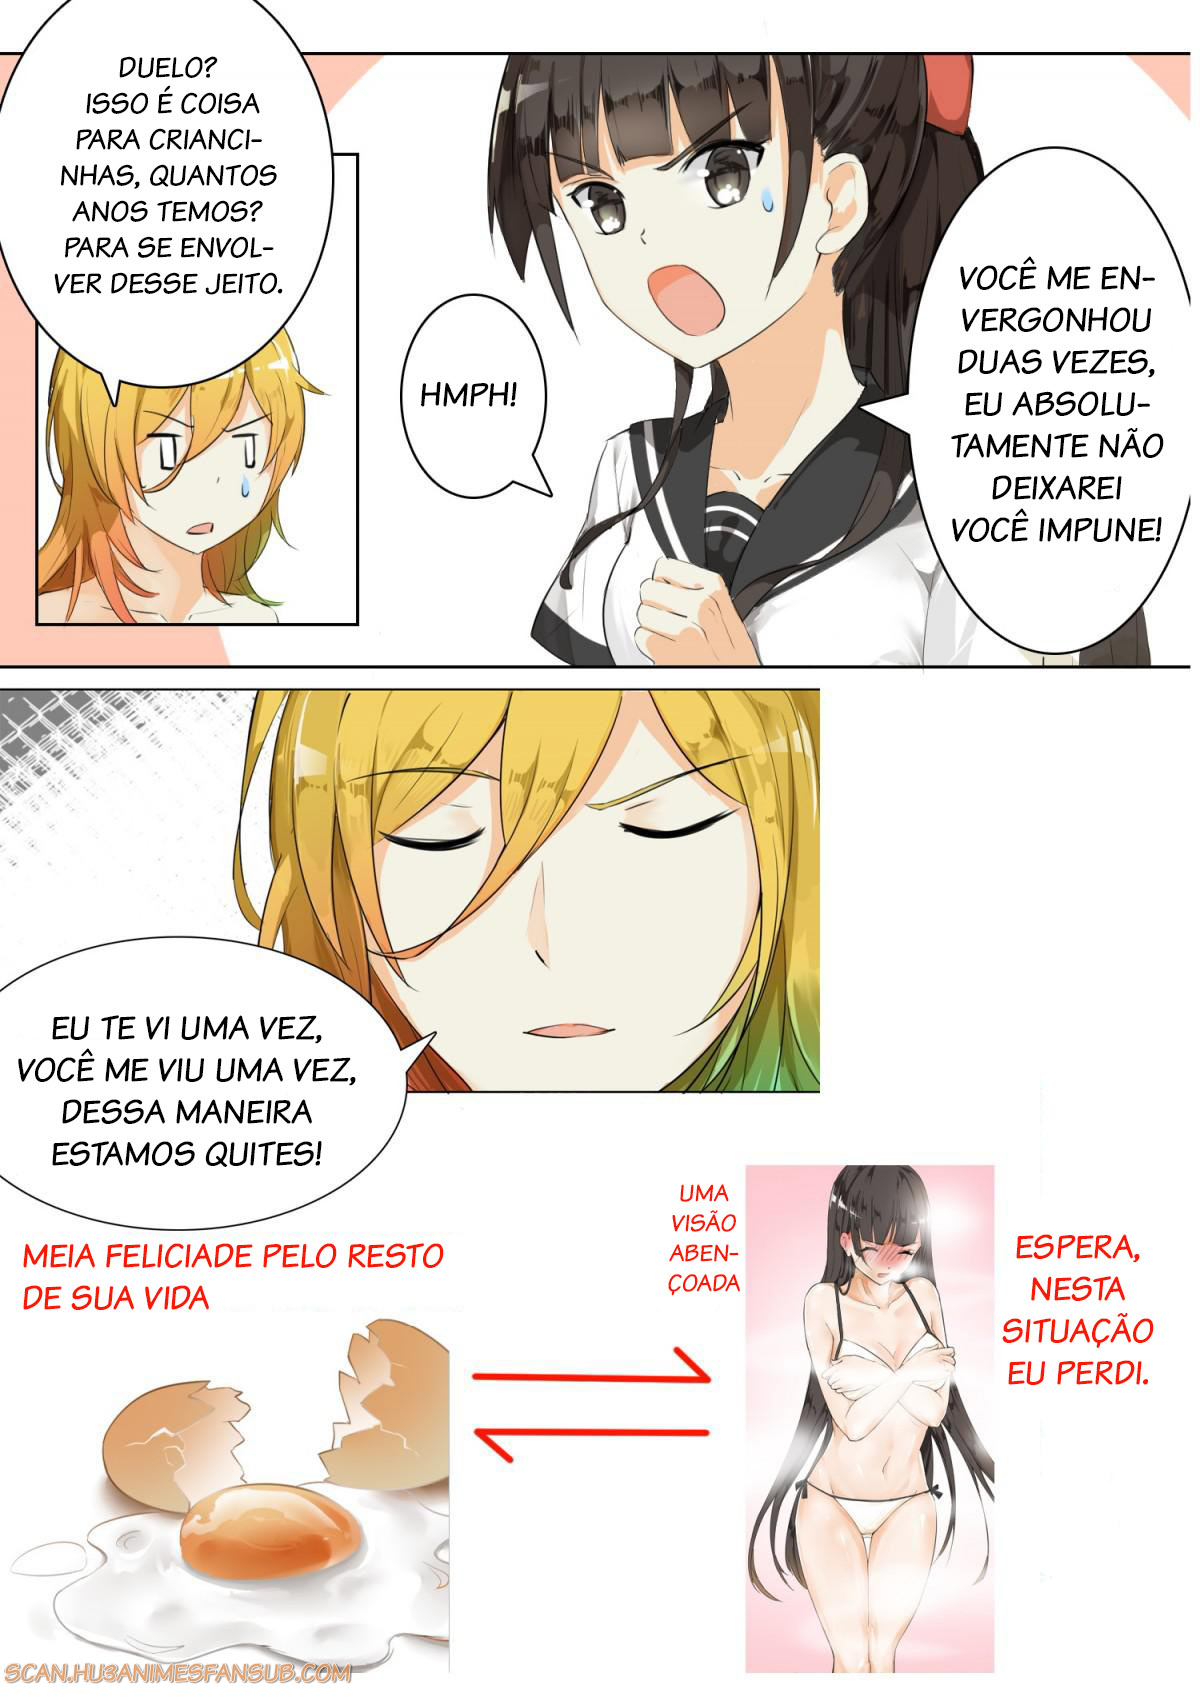 DUELO?
ISSO É COISA
PARA CRIANCI-
NHAS, QUANTOS
ANOS TEMOS?
PARA SE ENVOL-
VER DESSE JEITO.
HMPH!
VOCÊ ME EN-
VERGONHOU
DUAS VEZES,
EU ABSOLU-
TAMENTE NÃO
DEIXAREI
VOCÊ IMPUNE!
EU TE VI UMA VEZ,
VOCÊ ME VIU UMA VEZ,
DESSA MANEIRA
ESTAMOS QUITES!
MEIA FELICIADE PELO RESTO
DE SUA VIDA
UMA
VISÃO
ABEN-
ÇOADA
ESPERA,
NESTA
SITUAÇÃO
EU PERDI.
SCAN.HU3ANIMESFANSUB.COM